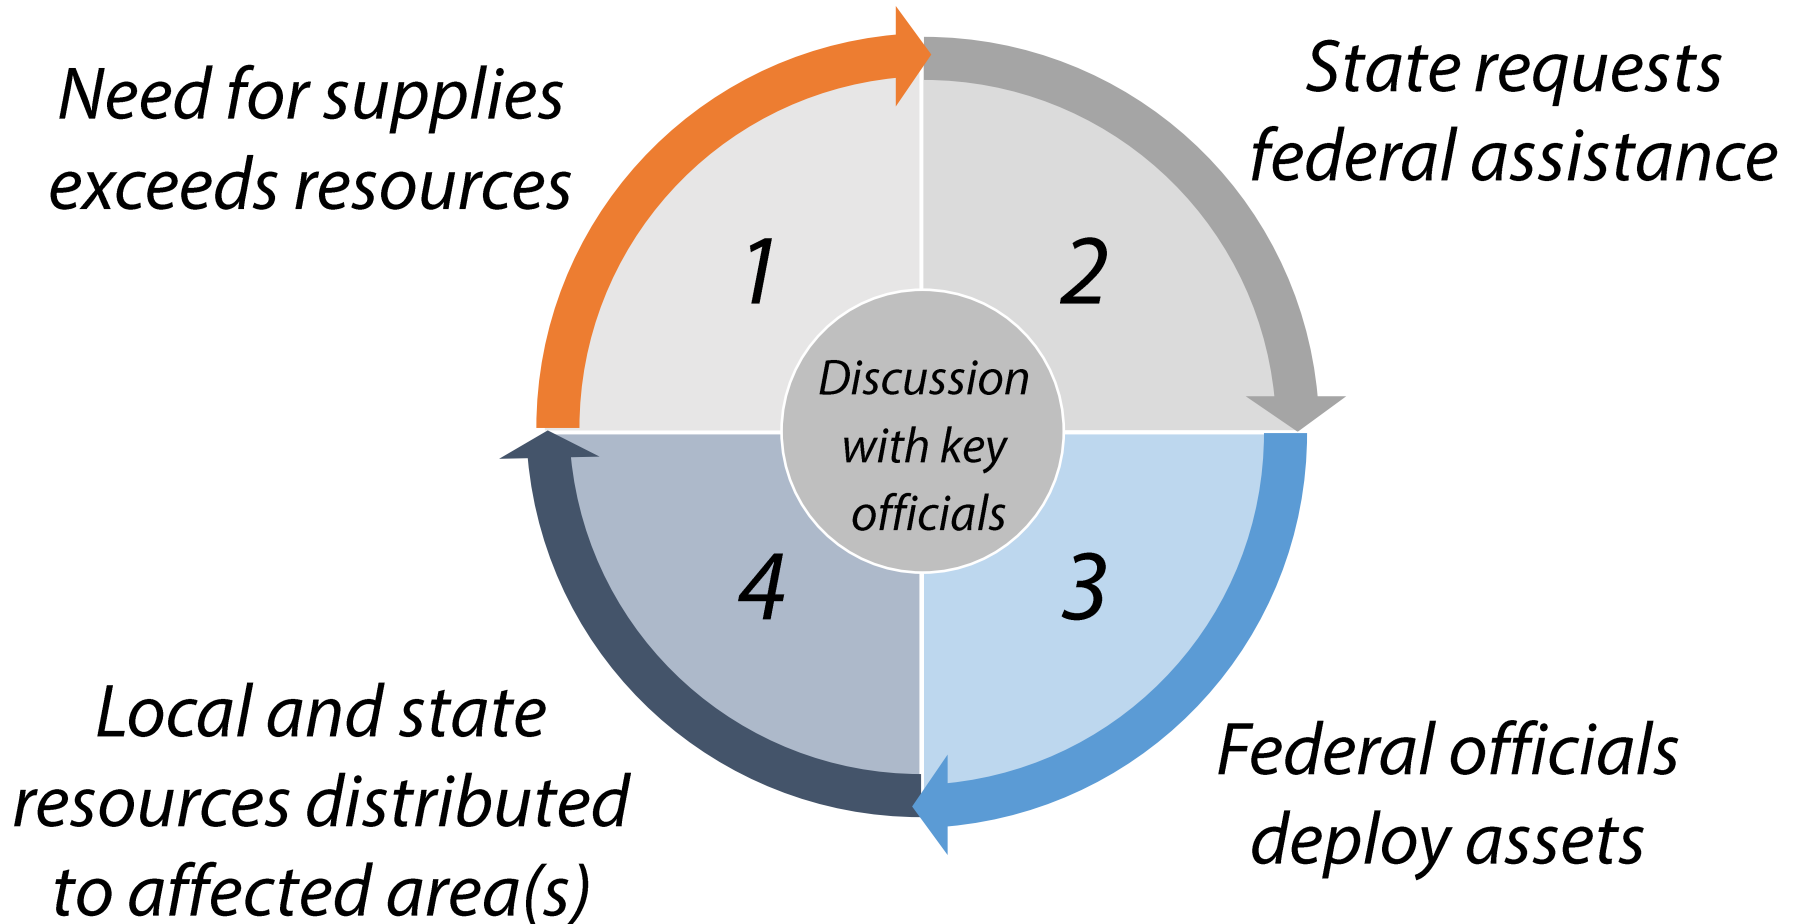 Need for supplies
exceeds resources
State requests
federal assistance
1
2
Discussion
with key
officials
4
3
Local and state
resources distributed
to affected area(s)
Federal officials
deploy assets